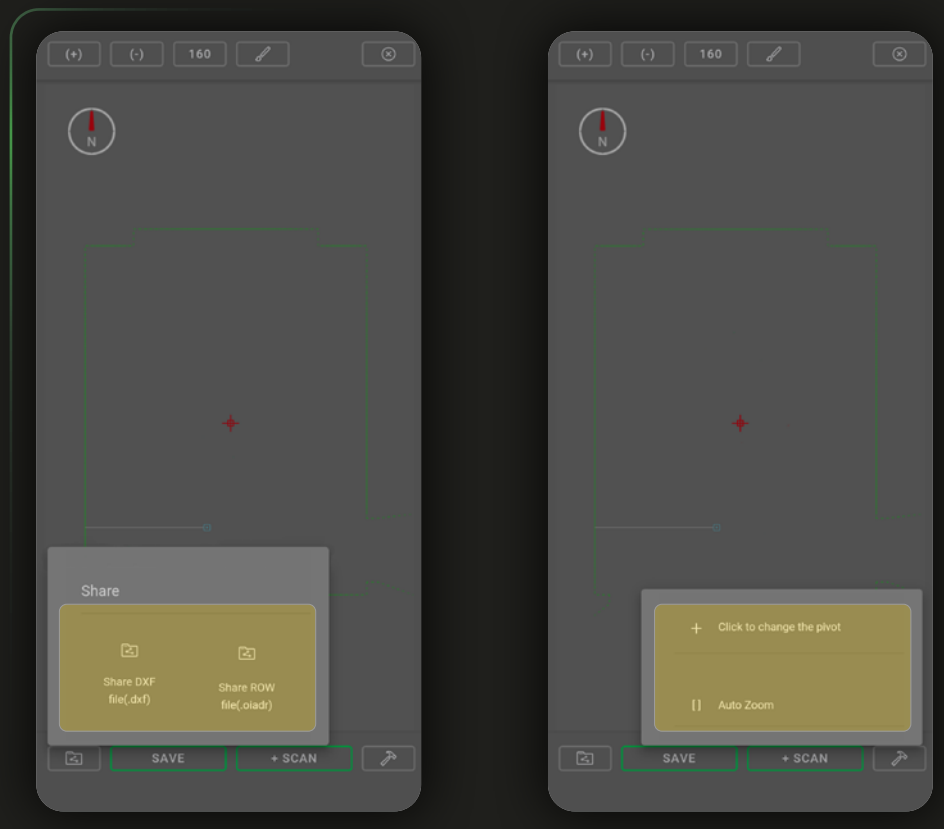 (+) (-) 160
N
Share
Share DXF
file(.dxf)
Share ROW
file(.oladr)
SAVE + SCAN
(+) (-) 160
N
+ Click to change the pivot
[ ] Auto Zoom
SAVE + SCAN